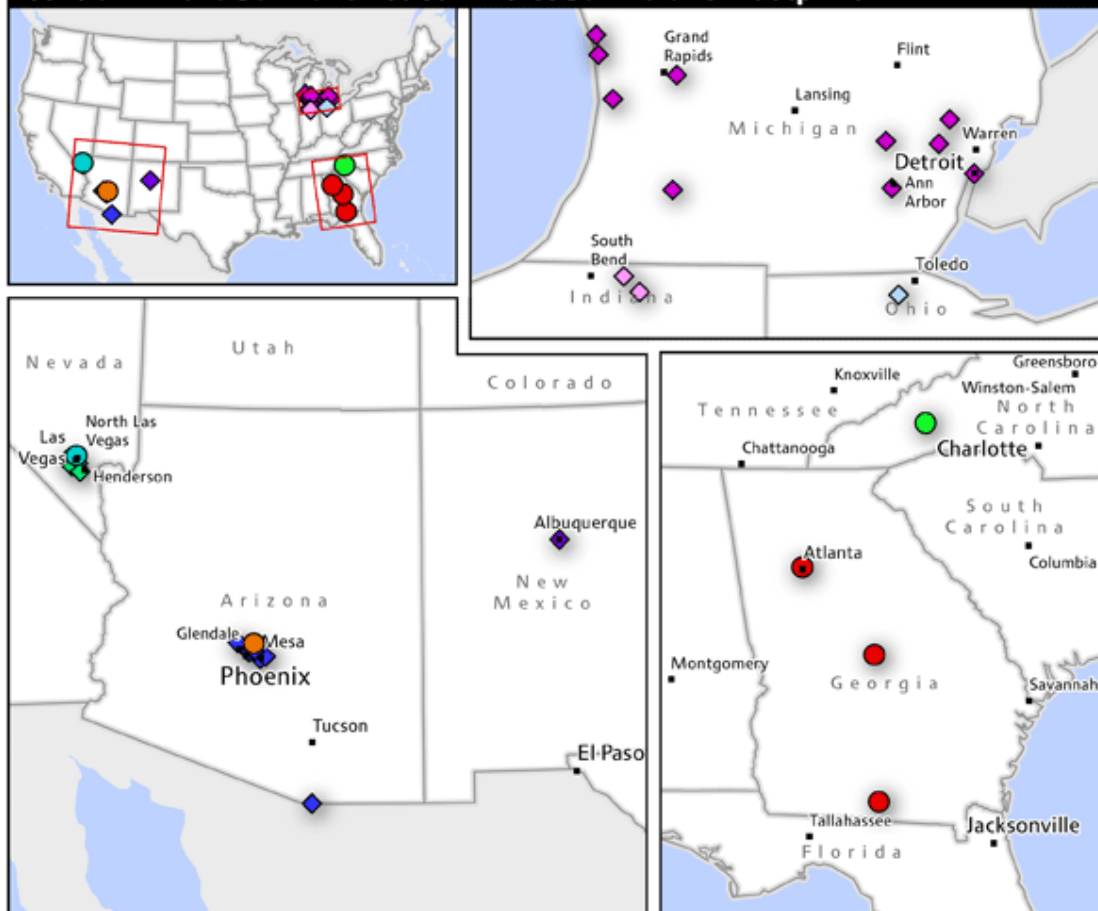 Grand
Rapids
Flint
Lansing
Michigan
Warren
Detroit
Ann
Arbor
South
Bend
Toledo
Indiana
Ohio
Nevada
Utah
Colorado
North Las
Vegas
Las
Vegas
Henderson
Albuquerque
New
Mexico
Arizona
Glendale
Mesa
Phoenix
Tucson
El Paso
Greensboro
Knoxville
Winston-Salem
Tennessee
North
Carolina
Chattanooga
Charlotte
South
Carolina
Atlanta
Columbia
Montgomery
Georgia
Savannah
Tallahassee
Jacksonville
Florida